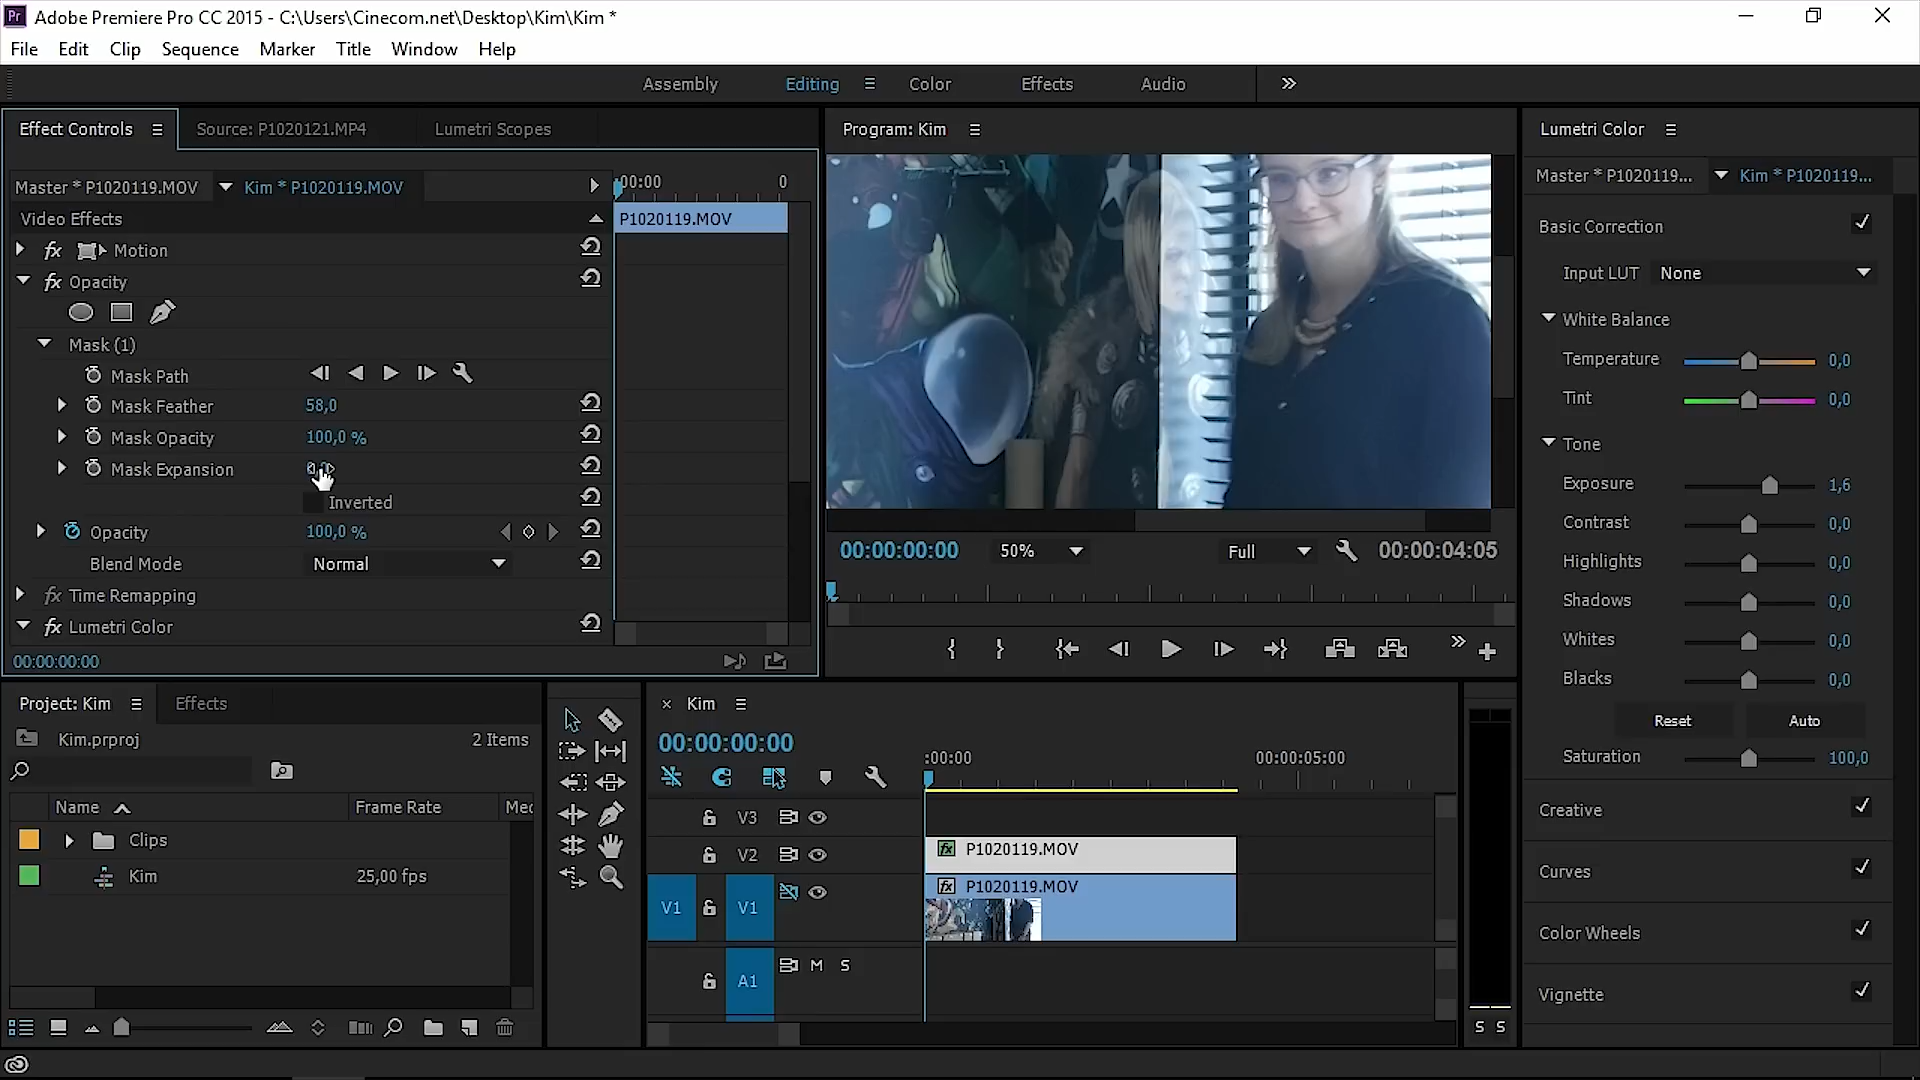 Adobe Premiere Pro CC 2015 - C:\Users\Cinecom.net\Desktop\Kim\Kim *
File Edit Clip Sequence Marker Title Window Help
Assembly Editing Color Effects Audio
Effect Controls Source: P1020121.MP4 Lumetri Scopes
Master * P1020119.MOV Kim * P1020119.MOV
:00:00 0
Video Effects
P1020119.MOV
fx Motion
fx Opacity
Mask (1)
Mask Path
Mask Feather 58,0
Mask Opacity 100,0 %
Mask Expansion
Inverted
Opacity 100,0 %
Blend Mode Normal
fx Time Remapping
fx Lumetri Color
00:00:00:00
Program: Kim
00:00:00:00 50% Full 00:00:04:05
Lumetri Color
Master * P1020119... Kim * P1020119...
Basic Correction
Input LUT None
White Balance
Temperature 0,0
Tint 0,0
Tone
Exposure 1,6
Contrast 0,0
Highlights 0,0
Shadows 0,0
Whites 0,0
Blacks 0,0
Reset Auto
Saturation 100,0
Creative
Curves
Color Wheels
Vignette
Project: Kim Effects
Kim.prproj 2 Items
Name Frame Rate Med
Clips
Kim 25,00 fps
× Kim
00:00:00:00
:00:00 00:00:05:00
V3
V2 fx P1020119.MOV
V1 V1 fx P1020119.MOV
A1 M S
S S